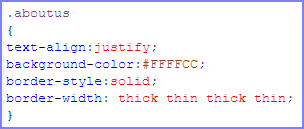 .aboutus
{
text-align:justify;
background-color:#FFFFCC;
border-style:solid;
border-width: thick thin thick thin;
}